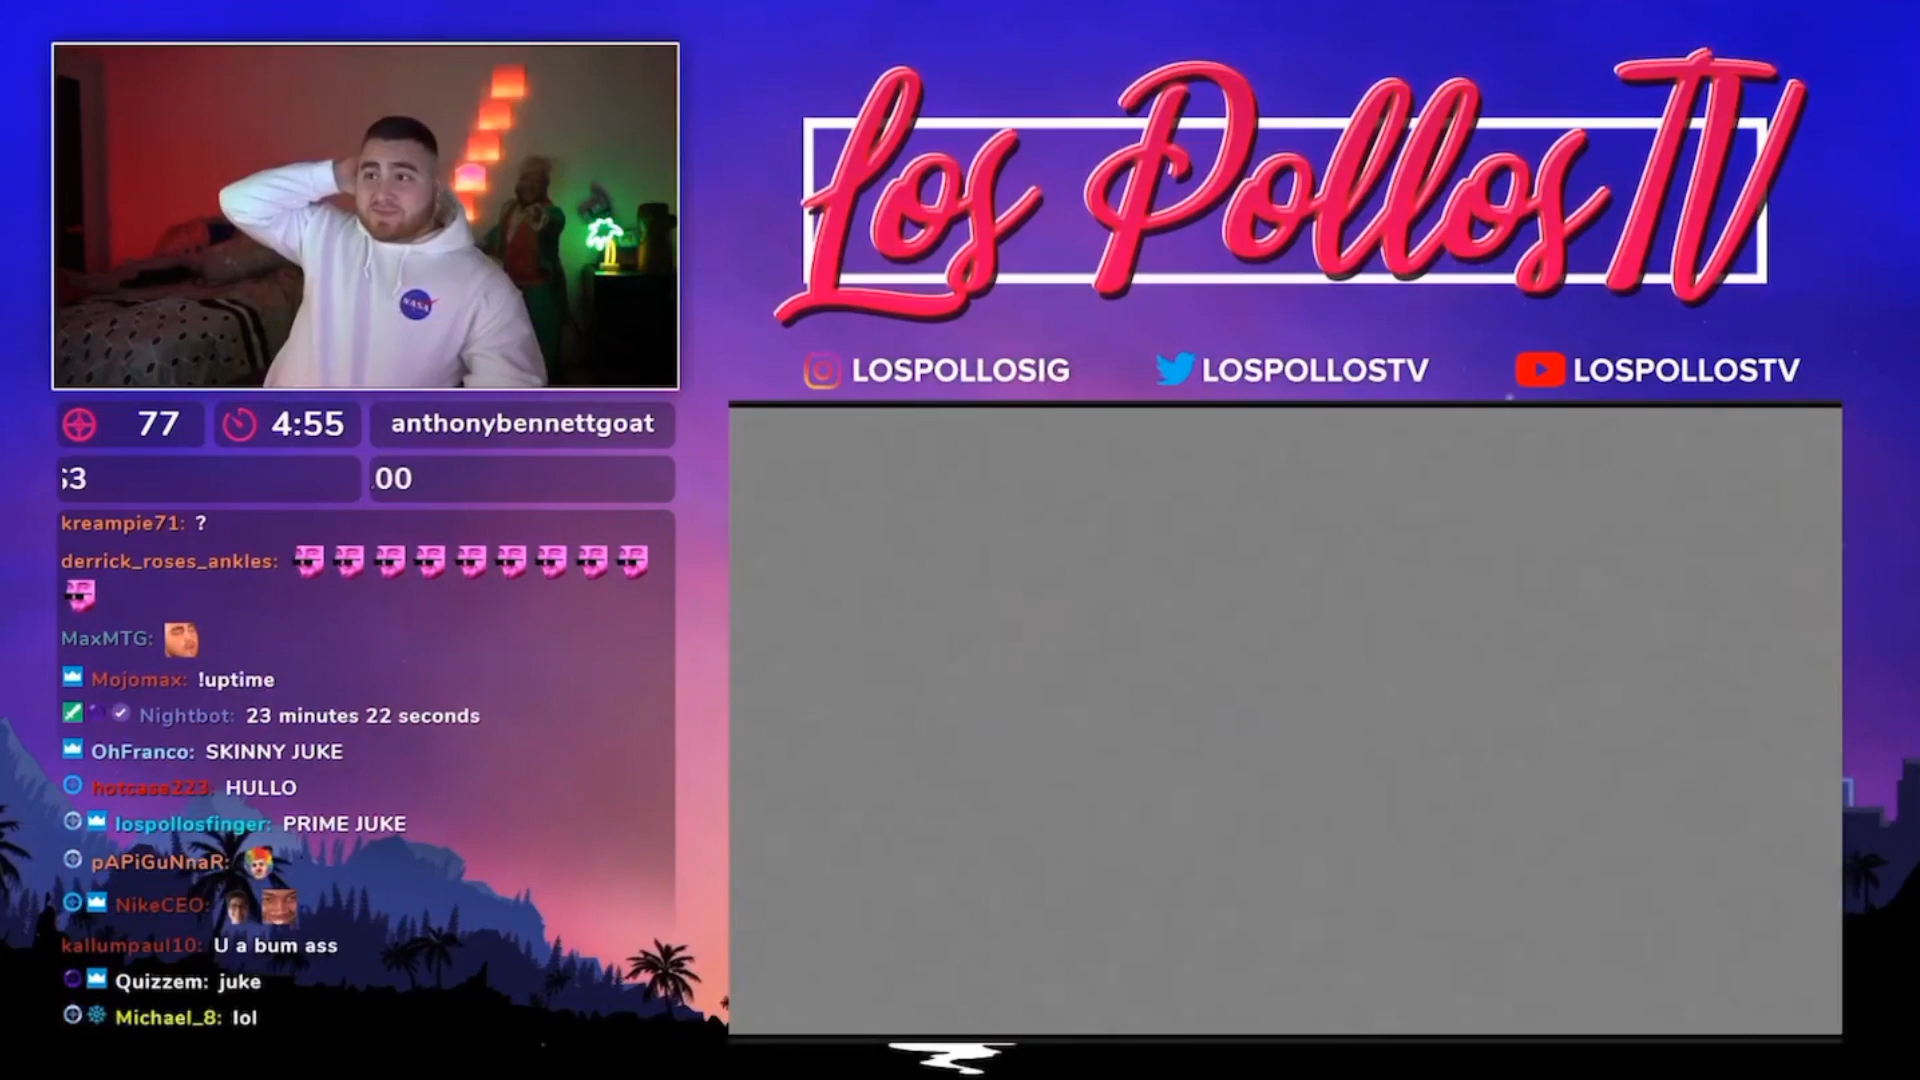 Los Pollos TV
LOSPOLLOSIG
LOSPOLLOSTV
LOSPOLLOSTV
NASA
77
4:55
anthonybennettgoat
3
.00
kreampie71: ?
derrick_roses_ankles:
MaxMTG:
Mojomax: !uptime
Nightbot: 23 minutes 22 seconds
OhFranco: SKINNY JUKE
hotcase223: HULLO
lospollosfinger: PRIME JUKE
pAPiGuNnaR:
NikeCEO:
kallumpaul10: U a bum ass
Quizzem: juke
Michael_8: lol